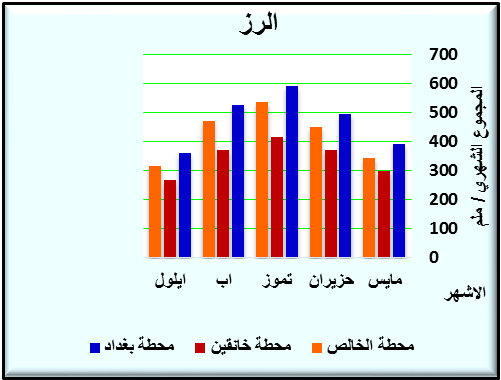 الرز
700
600
500
400
300
200
100
0
المجموع الشهري / ملم
مايس حزيران تموز اب ايلول
الاشهر
محطة الخالص محطة خانقين محطة بغداد